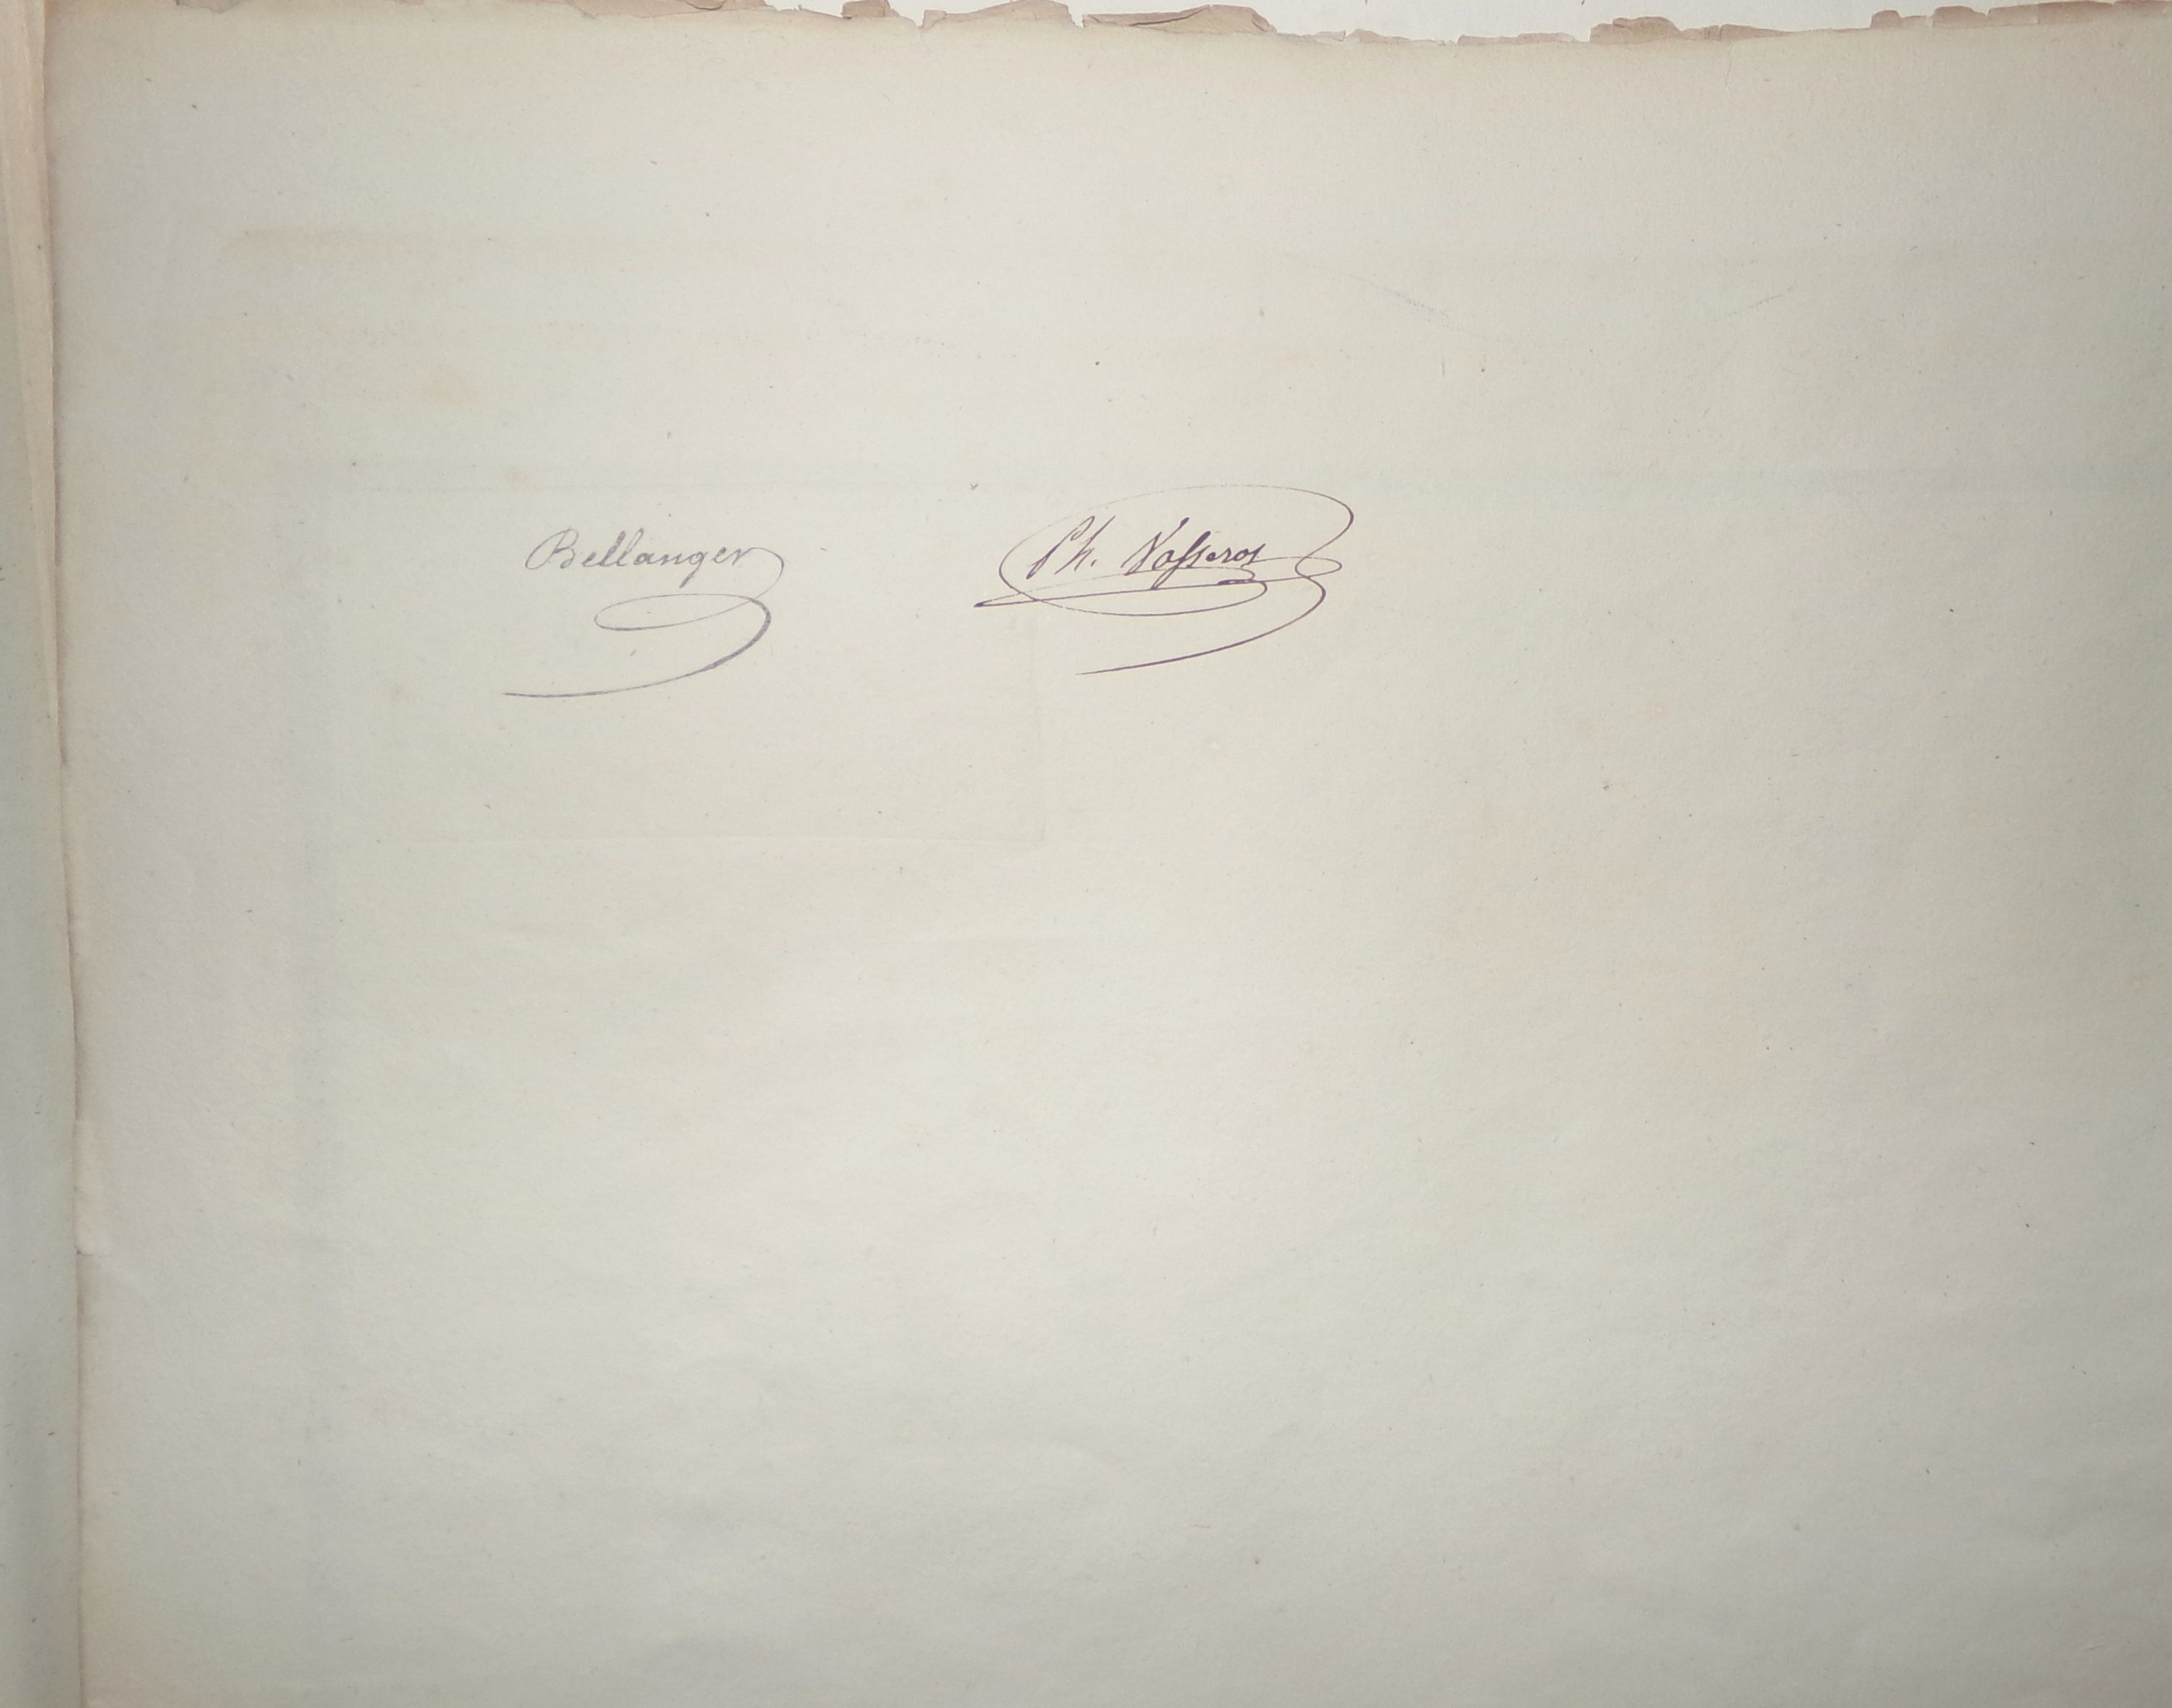 Bellanger Ph. Vasserot